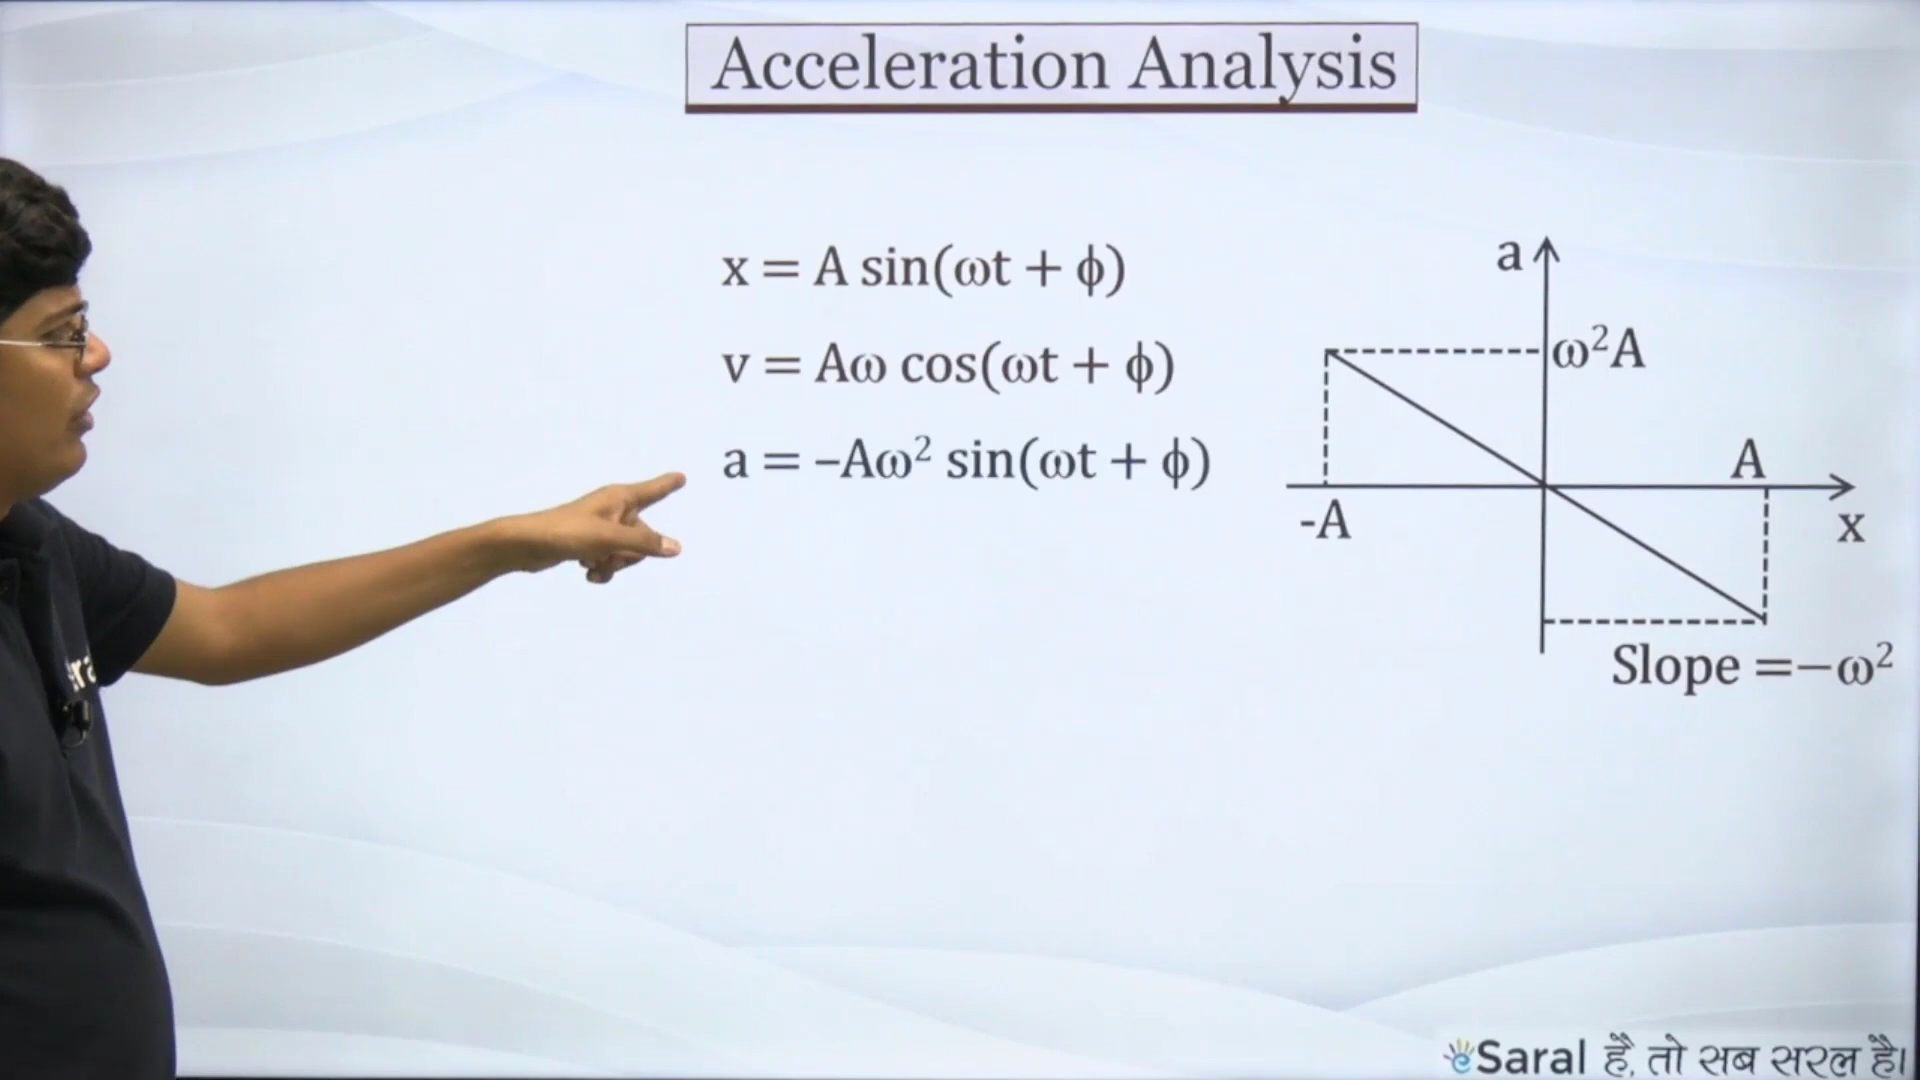 Acceleration Analysis
x = A sin(ωt + ϕ)
v = Aω cos(ωt + ϕ)
a = –Aω² sin(ωt + ϕ)
a
ω²A
A
-A
x
Slope =−ω²
eSaral है, तो सब सरल है।